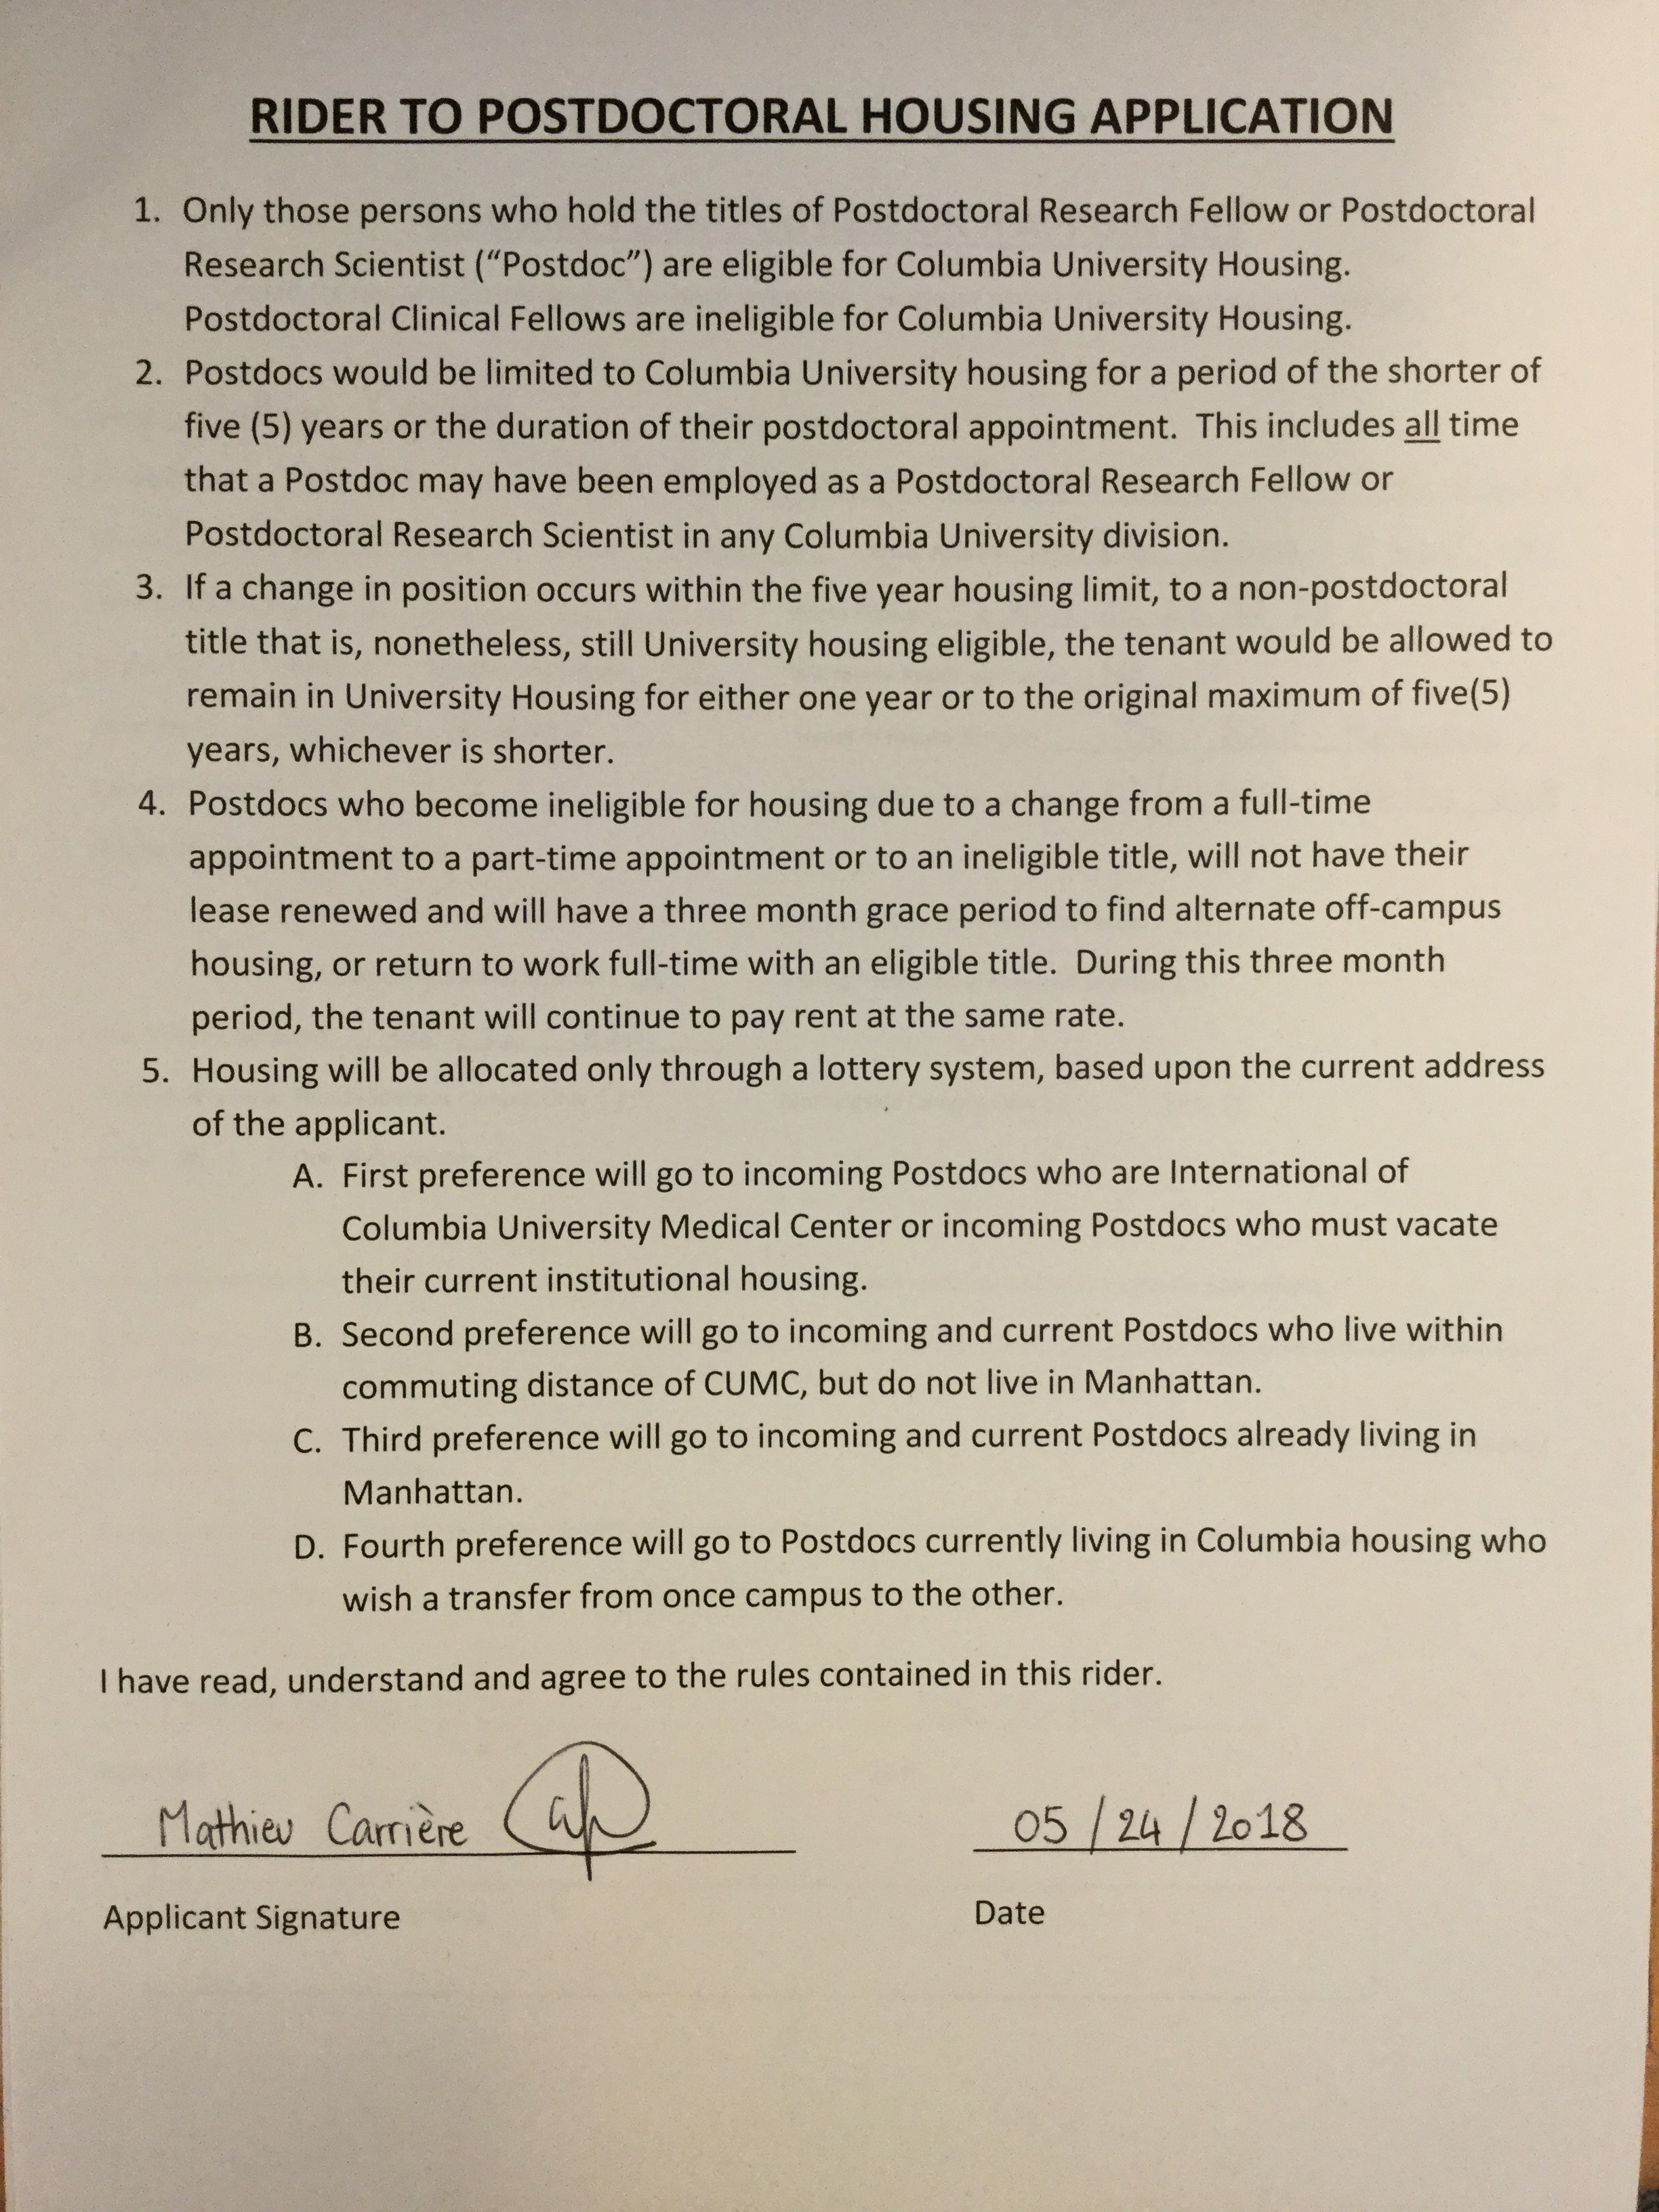 RIDER TO POSTDOCTORAL HOUSING APPLICATION
1. Only those persons who hold the titles of Postdoctoral Research Fellow or Postdoctoral
Research Scientist (“Postdoc”) are eligible for Columbia University Housing.
Postdoctoral Clinical Fellows are ineligible for Columbia University Housing.
2. Postdocs would be limited to Columbia University housing for a period of the shorter of
five (5) years or the duration of their postdoctoral appointment. This includes all time
that a Postdoc may have been employed as a Postdoctoral Research Fellow or
Postdoctoral Research Scientist in any Columbia University division.
3. If a change in position occurs within the five year housing limit, to a non-postdoctoral
title that is, nonetheless, still University housing eligible, the tenant would be allowed to
remain in University Housing for either one year or to the original maximum of five(5)
years, whichever is shorter.
4. Postdocs who become ineligible for housing due to a change from a full-time
appointment to a part-time appointment or to an ineligible title, will not have their
lease renewed and will have a three month grace period to find alternate off-campus
housing, or return to work full-time with an eligible title. During this three month
period, the tenant will continue to pay rent at the same rate.
5. Housing will be allocated only through a lottery system, based upon the current address
of the applicant.
A. First preference will go to incoming Postdocs who are International of
Columbia University Medical Center or incoming Postdocs who must vacate
their current institutional housing.
B. Second preference will go to incoming and current Postdocs who live within
commuting distance of CUMC, but do not live in Manhattan.
C. Third preference will go to incoming and current Postdocs already living in
Manhattan.
D. Fourth preference will go to Postdocs currently living in Columbia housing who
wish a transfer from once campus to the other.
I have read, understand and agree to the rules contained in this rider.
Mathieu Carrière 05/24/2018
Applicant Signature Date